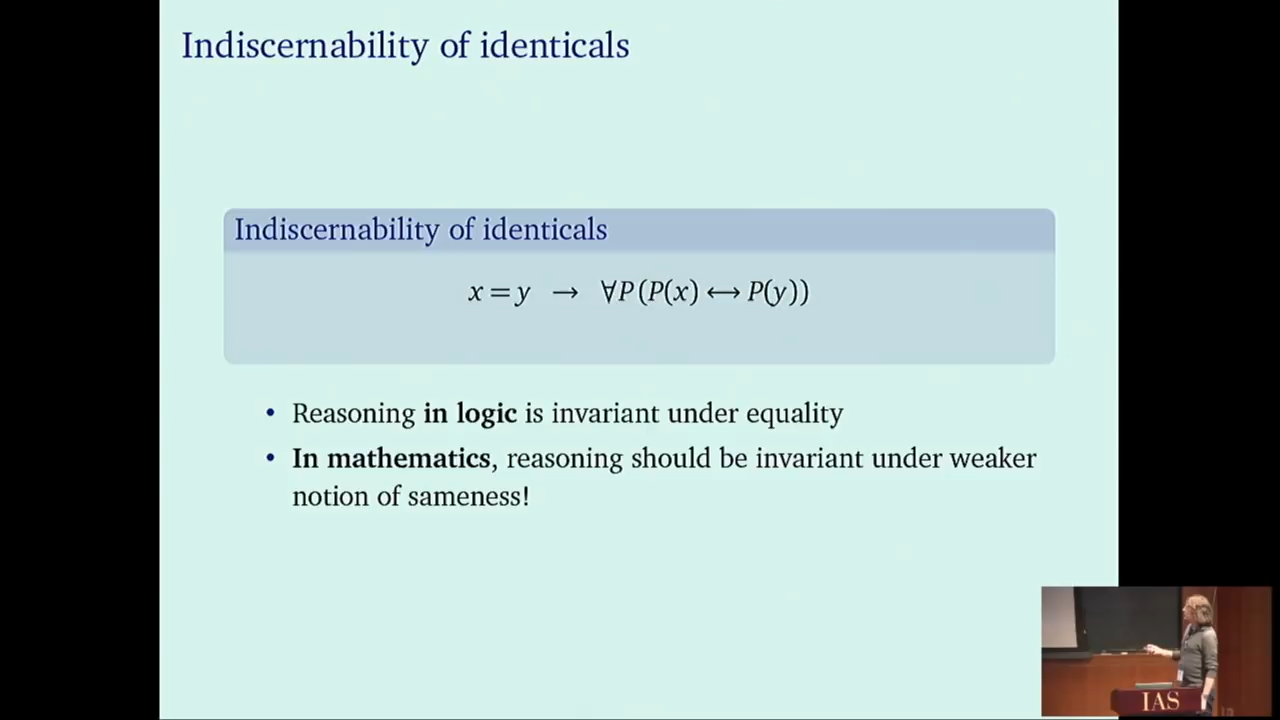 Indiscernability of identicals
Indiscernability of identicals
x = y → ∀P(P(x) ⟷ P(y))
• Reasoning in logic is invariant under equality
• In mathematics, reasoning should be invariant under weaker
notion of sameness!
IAS